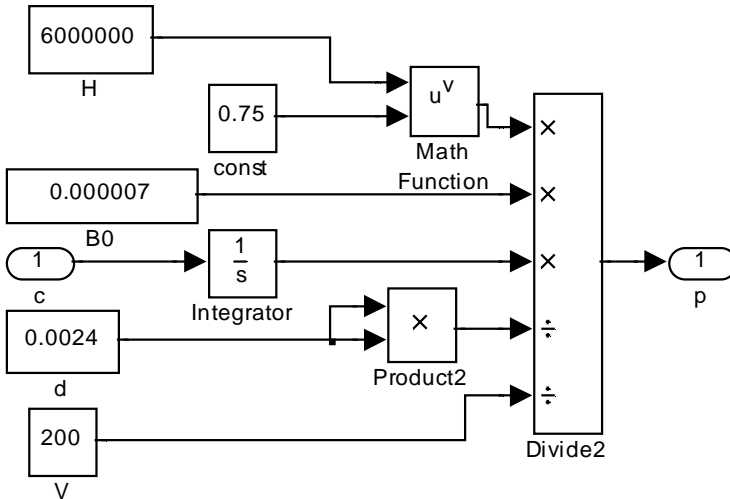 6000000
H
0.75
const
u^v
Math
Function
×
0.000007
B0
×
1
c
1
s
Integrator
×
1
p
0.0024
d
×
Product2
÷
200
V
÷
Divide2